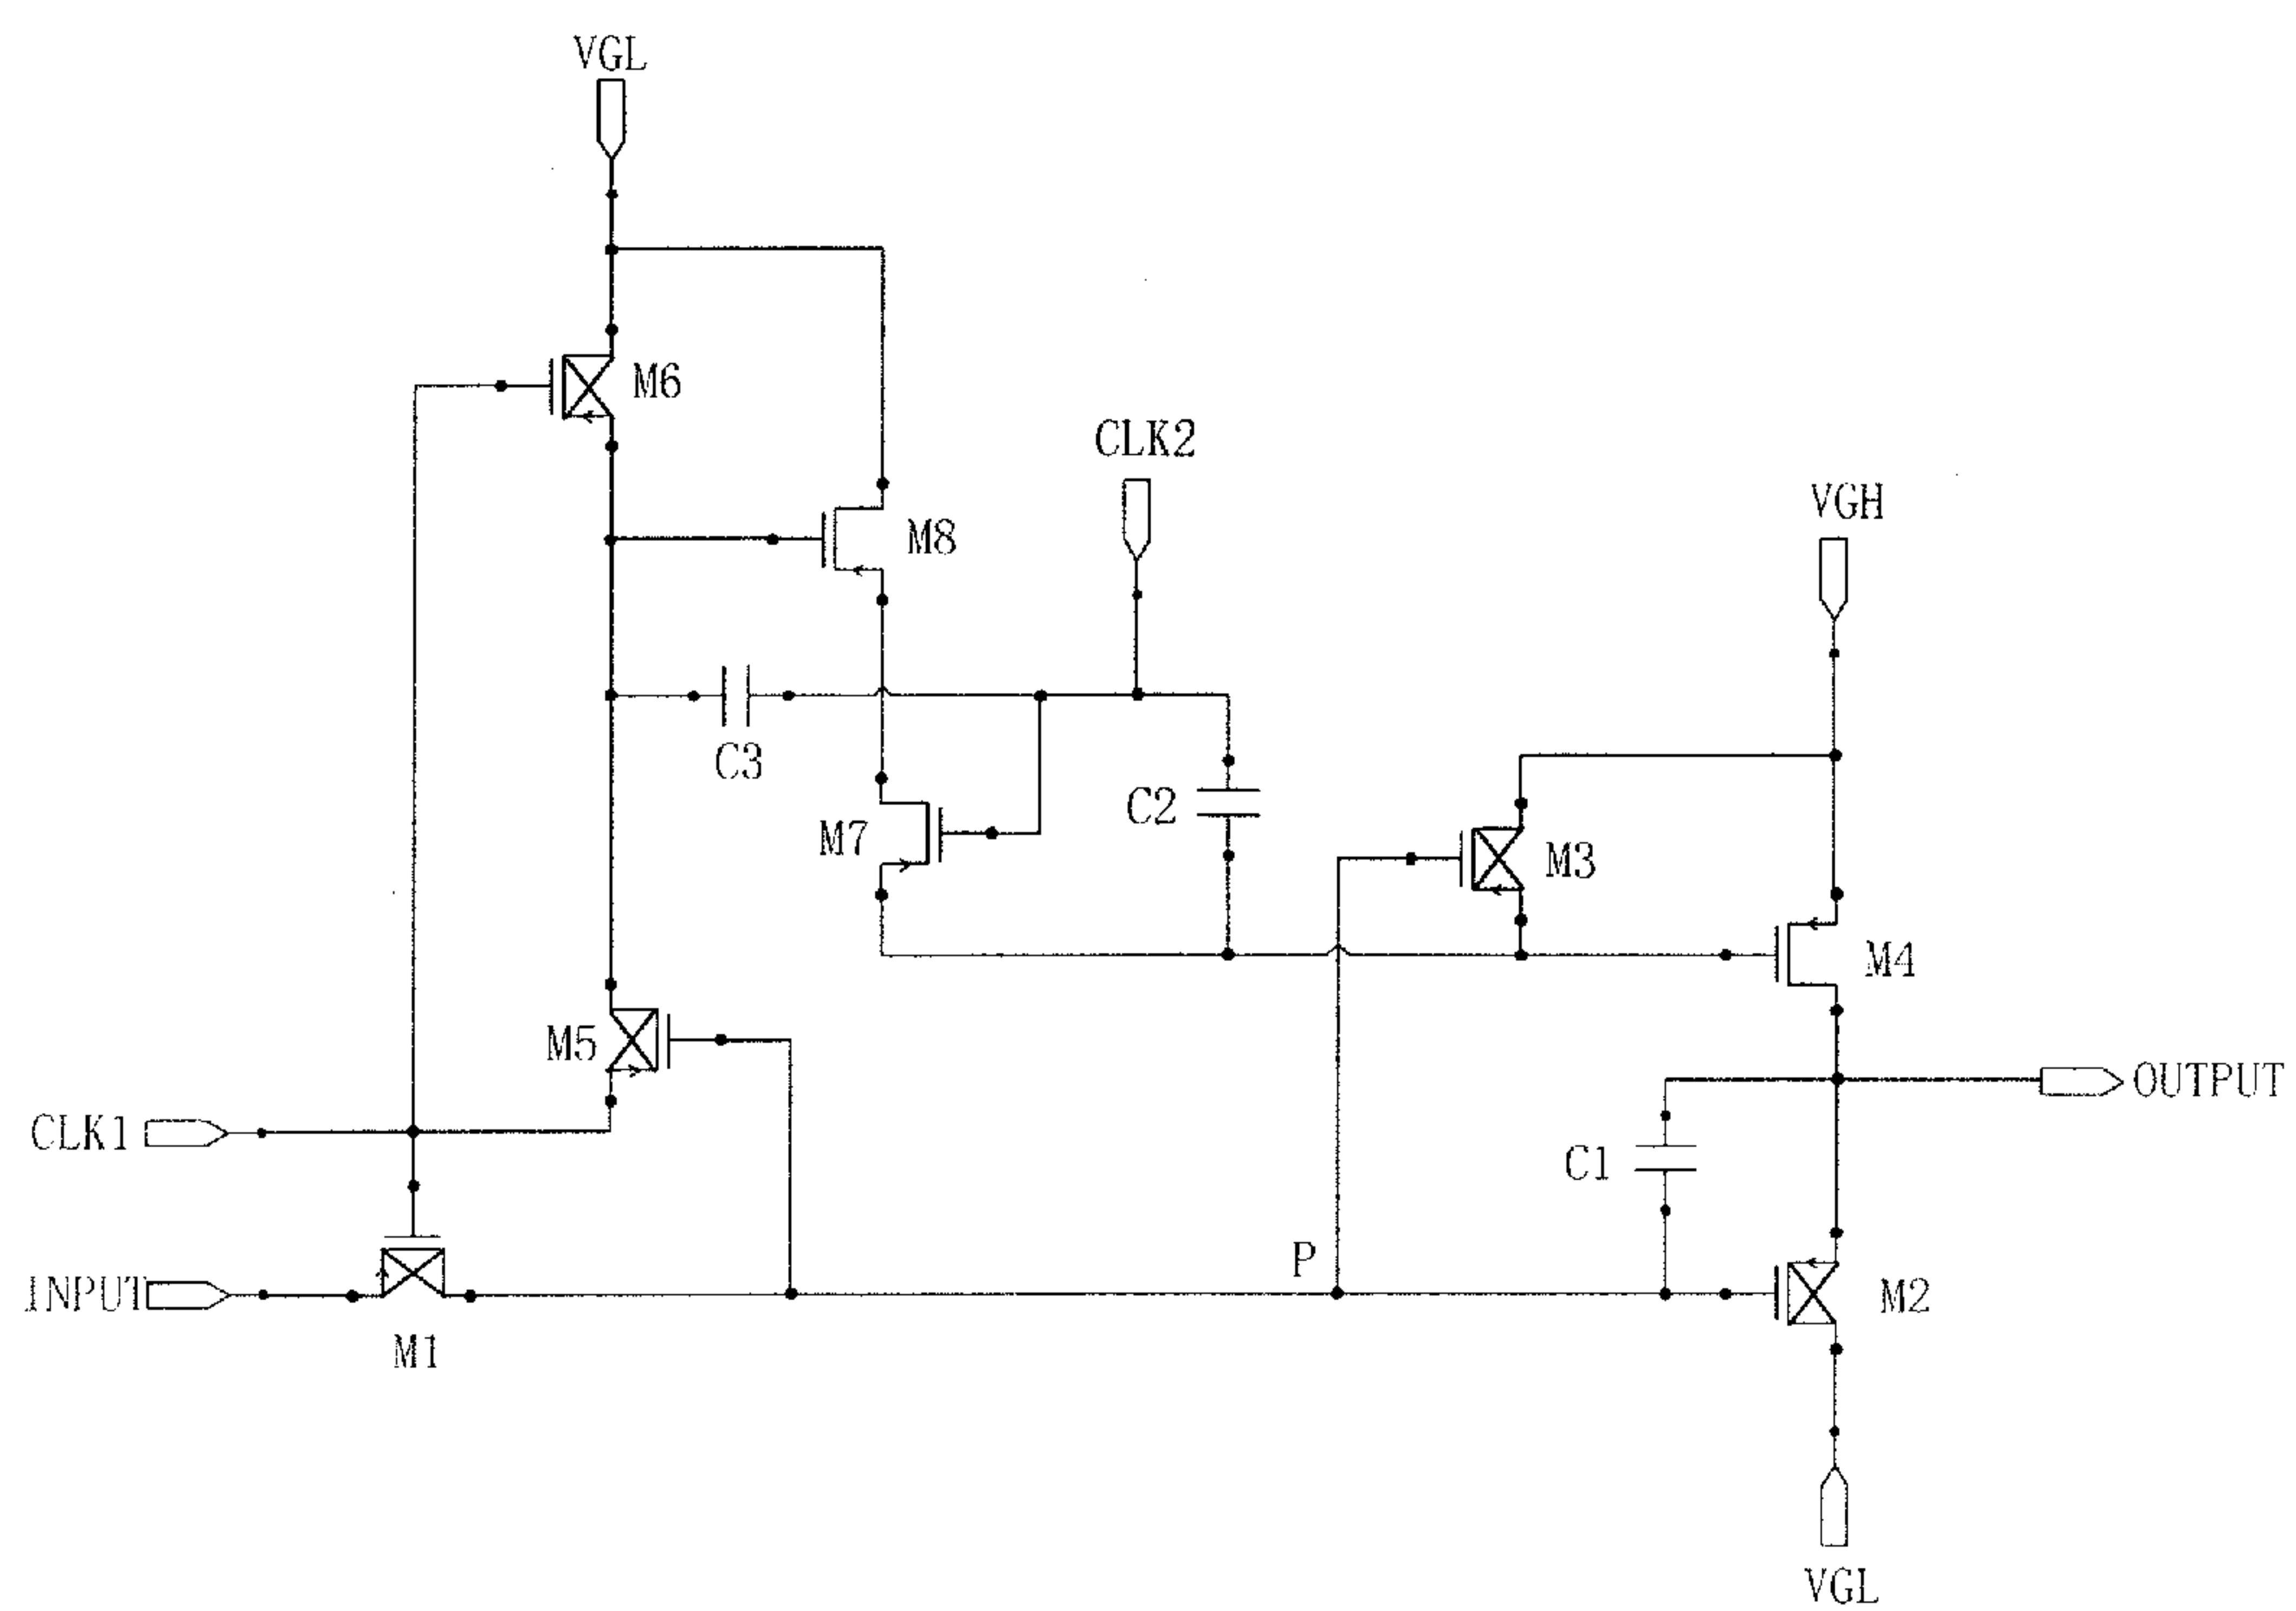 VGL
M6
CLK2
VGH
M8
C3
C2
M7
M3
M4
M5
OUTPUT
CLK1
C1
P
INPUT
M2
M1
VGL